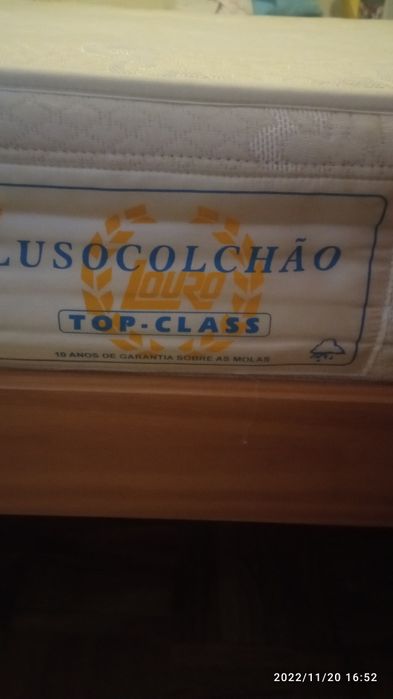 LUSOCOLCHÃO
LOURO
TOP-CLASS
10 ANOS DE GARANTIA SOBRE AS MOLAS
2022/11/20 16:52